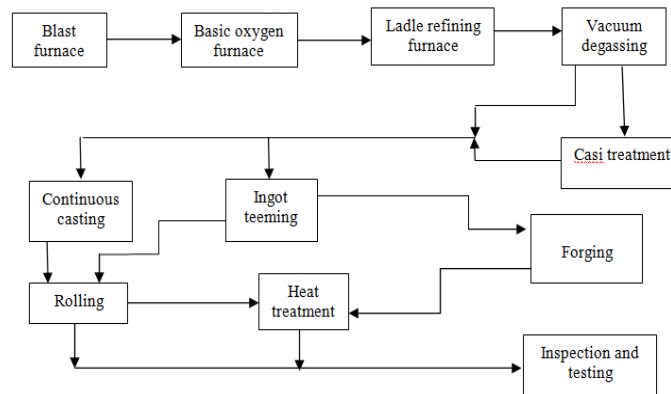 Blast
furnace
Basic oxygen
furnace
Ladle refining
furnace
Vacuum
degassing
Casi treatment
Continuous
casting
Ingot
teeming
Forging
Rolling
Heat
treatment
Inspection and
testing